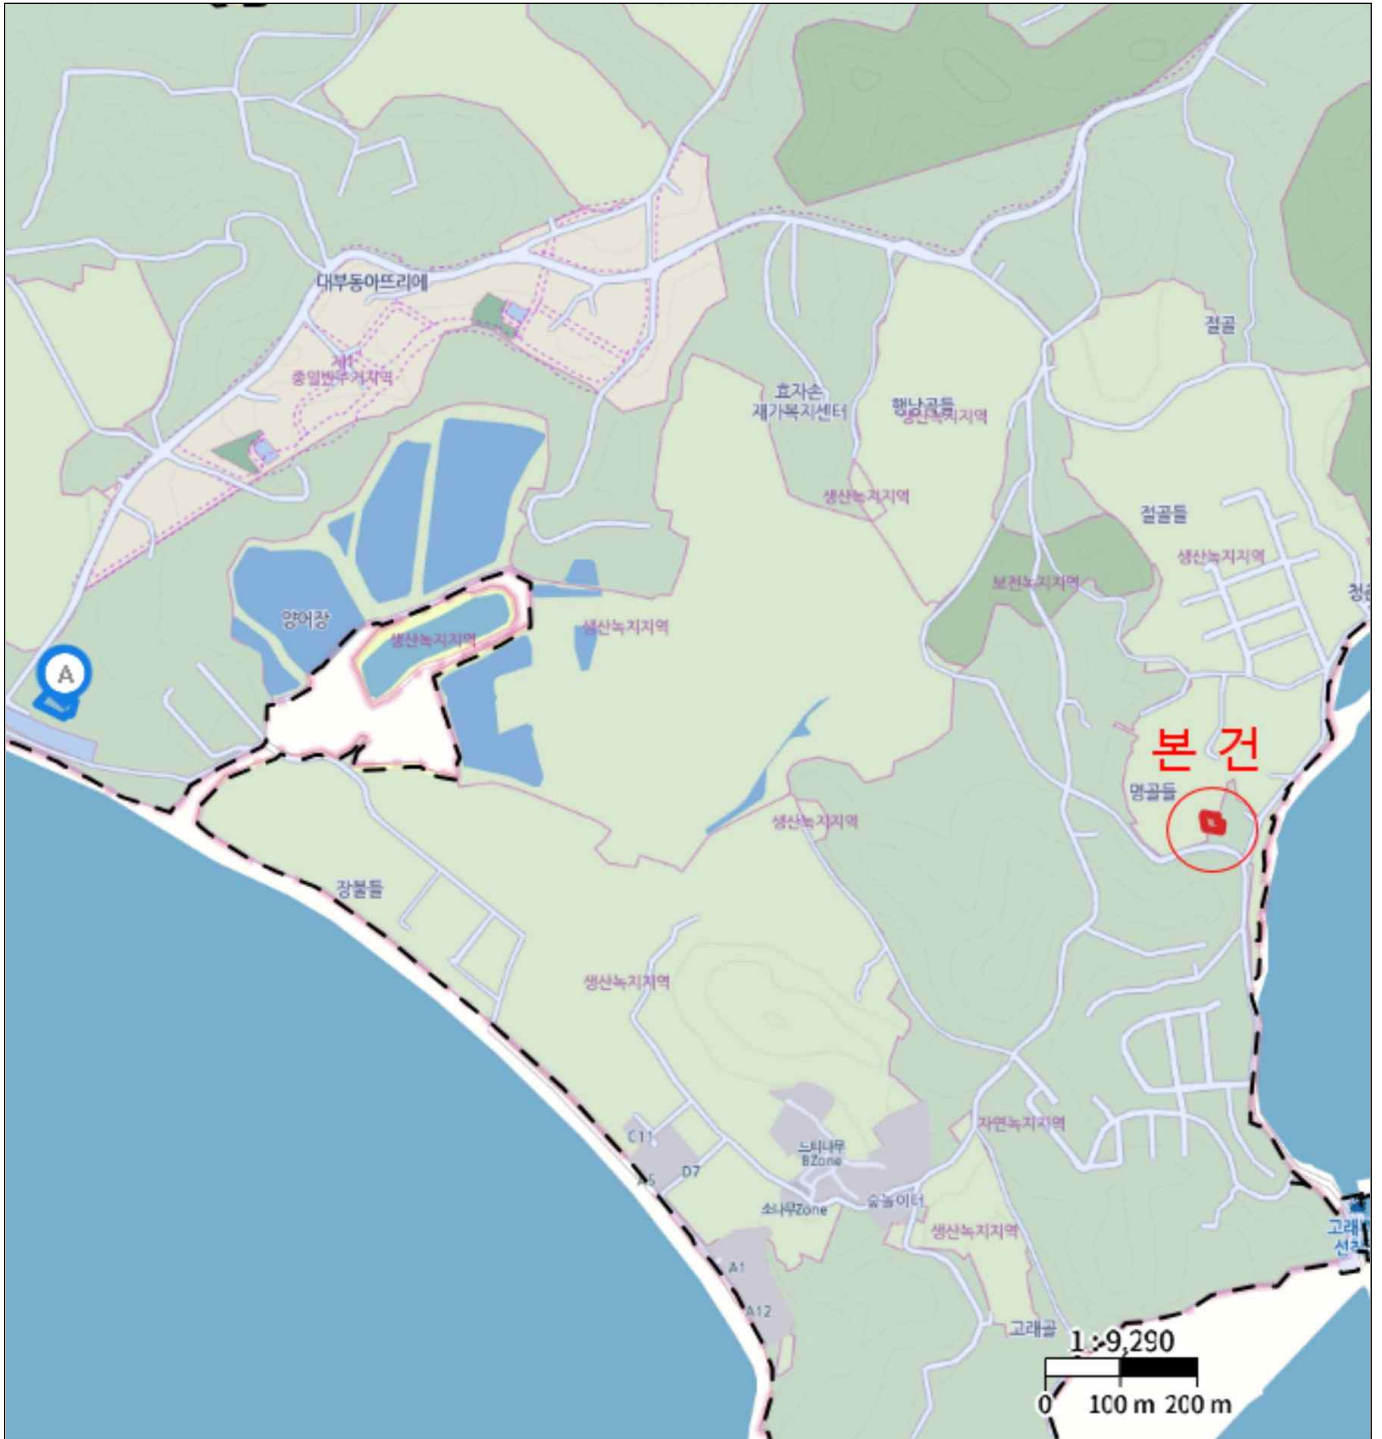 대부동아뜨리에
절골
제1
종일반주거지역
효자손
재가복지센터
행낭곡들
생산녹지지역
생산녹지지역
절골들
생산녹지지역
보전녹지지역
양어장
생산녹지지역
생산녹지지역
A
본 건
명골들
생산녹지지역
장불들
생산녹지지역
자연녹지지역
C11
느티나무
BZone
A5
D7
숲놀이터
소나무Zone
생산녹지지역
고래
A1
A12
고래골
1:9,290
0 100 m 200 m